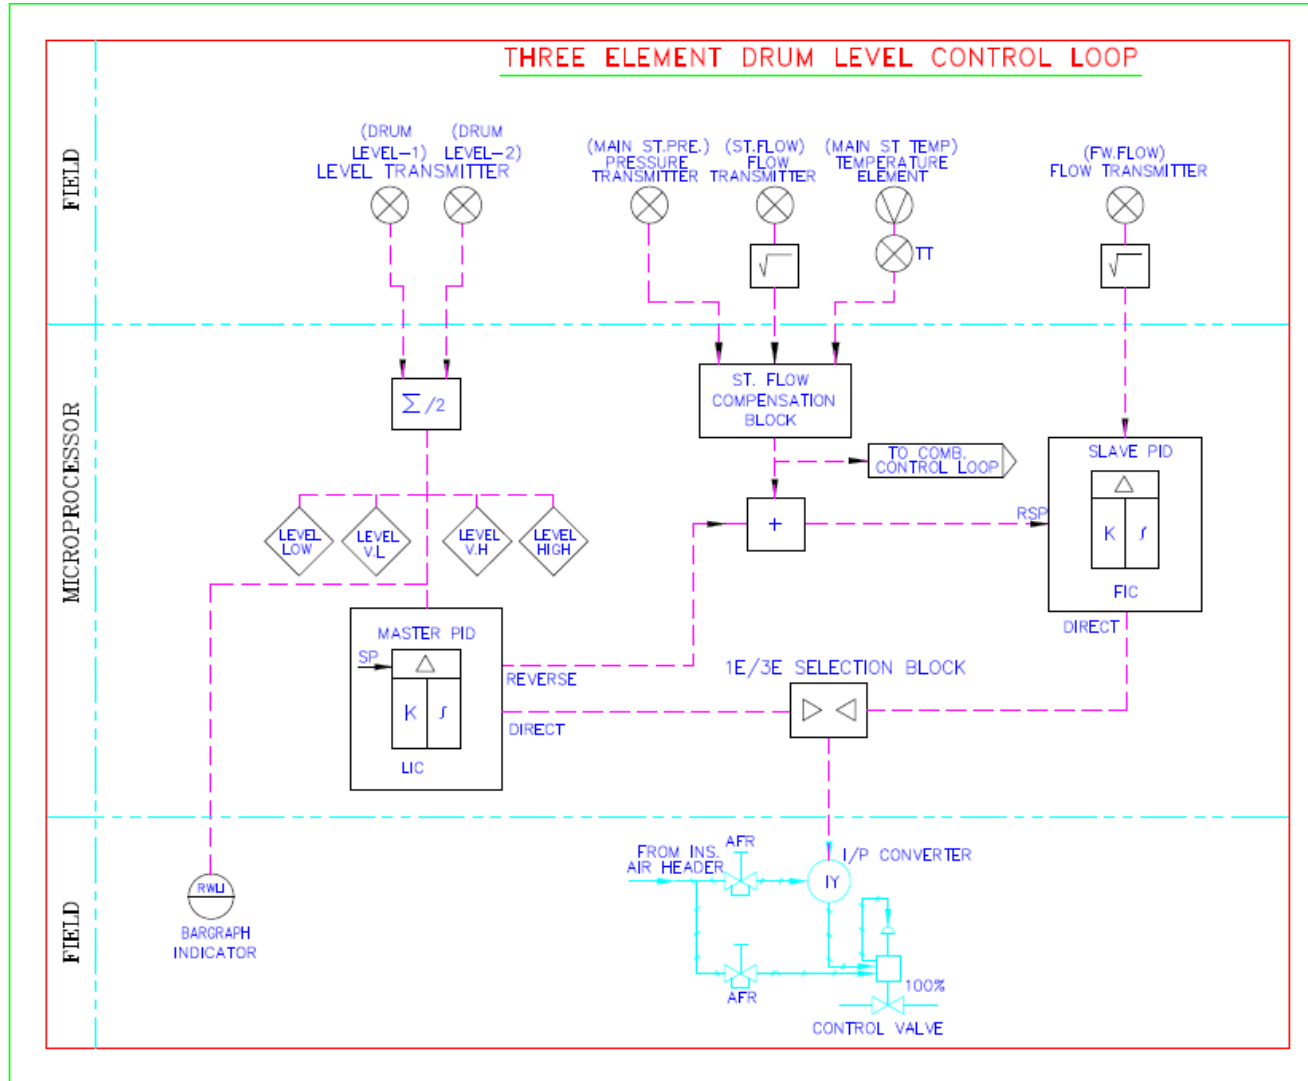 THREE ELEMENT DRUM LEVEL CONTROL LOOP
FIELD
(DRUM
LEVEL-1)
(DRUM
LEVEL-2)
LEVEL TRANSMITTER
(MAIN ST.PRE.)
PRESSURE
TRANSMITTER
(ST.FLOW)
FLOW
TRANSMITTER
(MAIN ST TEMP)
TEMPERATURE
ELEMENT
TT
(FW.FLOW)
FLOW TRANSMITTER
√
√
MICROPROCESSOR
Σ/2
ST. FLOW
COMPENSATION
BLOCK
TO COMB.
CONTROL LOOP
SLAVE PID
△
K ∫
FIC
RSP
DIRECT
+
LEVEL
LOW
LEVEL
V.L
LEVEL
V.H
LEVEL
HIGH
MASTER PID
SP
△
K ∫
LIC
REVERSE
DIRECT
1E/3E SELECTION BLOCK
FIELD
RWLI
BARGRAPH
INDICATOR
FROM INS.
AIR HEADER
AFR
I/P CONVERTER
IY
AFR
100%
CONTROL VALVE